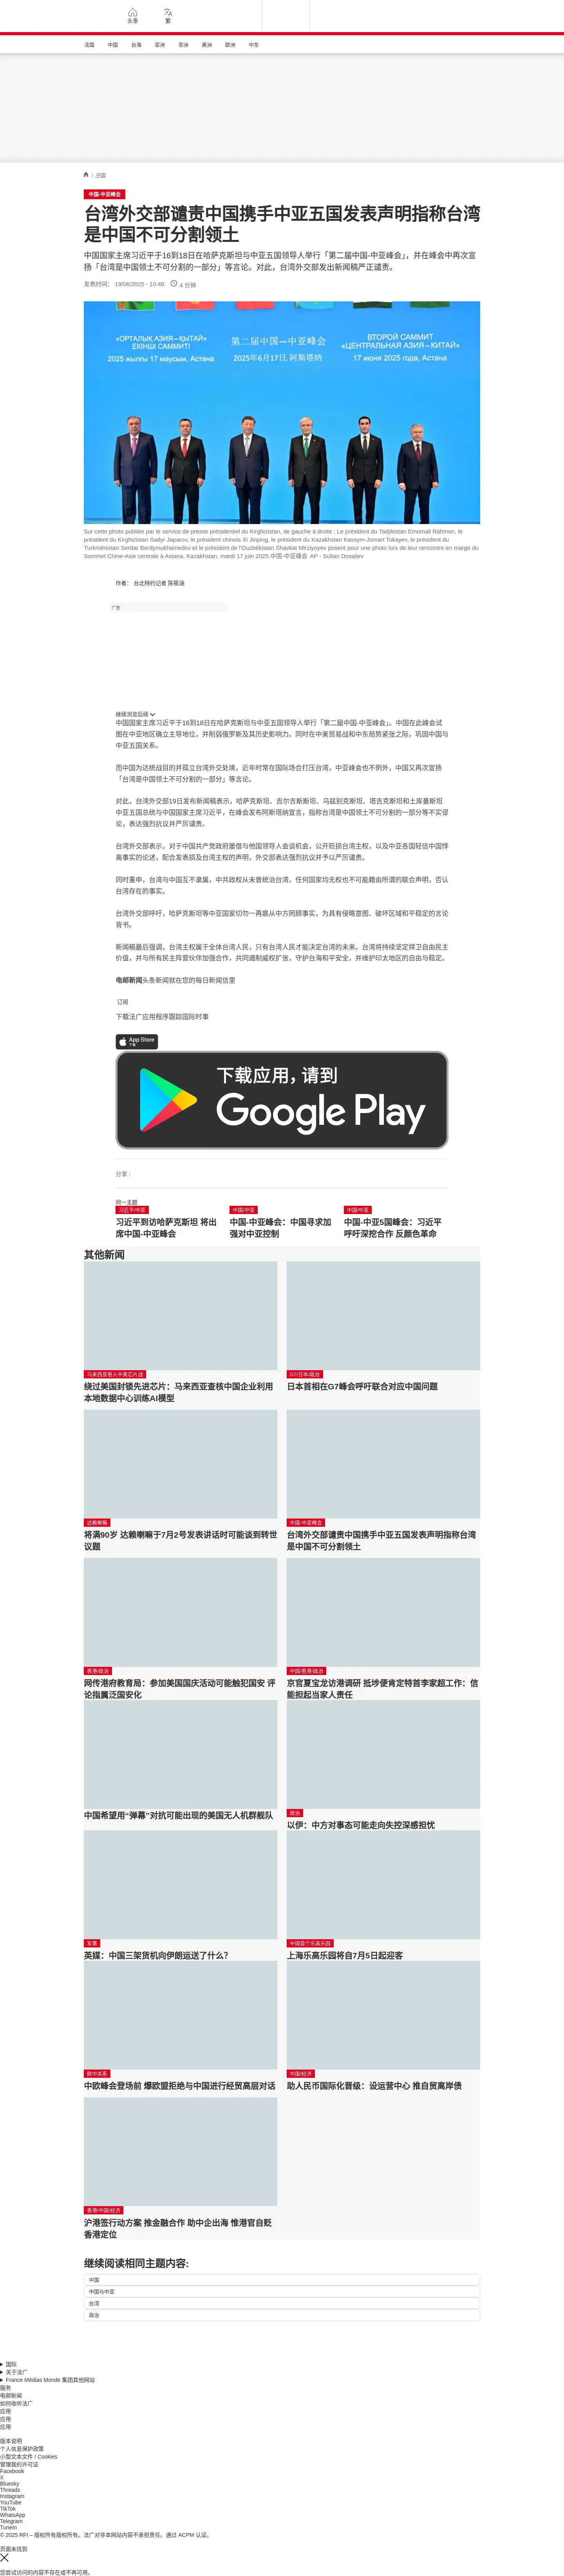 头条
繁
法国 中国 台海 亚洲 非洲 美洲 欧洲 中东
/ 中国
中国-中亚峰会
台湾外交部谴责中国携手中亚五国发表声明指称台湾
是中国不可分割领土
中国国家主席习近平于16到18日在哈萨克斯坦与中亚五国领导人举行「第二届中国-中亚峰会」，并在峰会中再次宣
扬「台湾是中国领土不可分割的一部分」等言论。对此，台湾外交部发出新闻稿严正谴责。
发表时间： 19/06/2025 - 10:48 4 分钟
«ОРТАЛЫҚ АЗИЯ–ҚЫТАЙ»
ЕКІНШІ САММИТІ
2025 жылғы 17 маусым, Астана
第二届中国—中亚峰会
2025年6月17日, 阿斯塔纳
ВТОРОЙ САММИТ
«ЦЕНТРАЛЬНАЯ АЗИЯ – КИТАЙ»
17 июня 2025 года, Астана
Sur cette photo publiée par le service de presse présidentiel du Kirghizistan, de gauche à droite : Le président du Tadjikistan Emomali Rahmon, le
président du Kirghizistan Sadyr Japarov, le président chinois Xi Jinping, le président du Kazakhstan Kassym-Jomart Tokayev, le président du
Turkménistan Serdar Berdymukhamedov et le président de l'Ouzbékistan Shavkat Mirziyoyev posent pour une photo lors de leur rencontre en marge du
Sommet Chine-Asie centrale à Astana, Kazakhstan, mardi 17 juin 2025.中国-中亚峰会 AP - Sultan Dosaliev
作者： 台北特约记者 陈筱涵
广告
继续浏览后续
中国国家主席习近平于16到18日在哈萨克斯坦与中亚五国领导人举行「第二届中国-中亚峰会」。中国在此峰会试
图在中亚地区确立主导地位，并削弱俄罗斯及其历史影响力。同时在中美贸易战和中东局势紧张之际，巩固中国与
中亚五国关系。
而中国为达统战目的并孤立台湾外交处境，近年时常在国际场合打压台湾，中亚峰会也不例外，中国又再次宣扬
「台湾是中国领土不可分割的一部分」等言论。
对此，台湾外交部19日发布新闻稿表示，哈萨克斯坦、吉尔吉斯斯坦、乌兹别克斯坦、塔吉克斯坦和土库曼斯坦
中亚五国总统与中国国家主席习近平，在峰会发布阿斯塔纳宣言，指称台湾是中国领土不可分割的一部分等不实谬
论，表达强烈抗议并严厉谴责。
台湾外交部表示，对于中国共产党政府屡借与他国领导人会谈机会，公开贬损台湾主权，以及中亚各国轻信中国悖
离事实的论述，配合发表损及台湾主权的声明，外交部表达强烈抗议并予以严厉谴责。
同时重申，台湾与中国互不隶属，中共政权从未曾统治台湾，任何国家均无权也不可能藉由所谓的联合声明，否认
台湾存在的事实。
台湾外交部呼吁，哈萨克斯坦等中亚国家切勿一再扈从中方罔顾事实，为具有侵略意图、破坏区域和平稳定的言论
背书。
新闻稿最后强调，台湾主权属于全体台湾人民，只有台湾人民才能决定台湾的未来。台湾将持续坚定捍卫自由民主
价值，并与所有民主阵营伙伴加强合作，共同遏制威权扩张，守护台海和平安全，并维护印太地区的自由与稳定。
电邮新闻头条新闻就在您的每日新闻信里
订阅
下载法广应用程序跟踪国际时事
App Store
下载
下载应用，请到
Google Play
分享 :
同一主题
习近平/中亚
习近平到访哈萨克斯坦 将出
席中国-中亚峰会
中国/中亚
中国-中亚峰会：中国寻求加
强对中亚控制
中国/中亚
中国-中亚5国峰会：习近平
呼吁深挖合作 反颜色革命
其他新闻
马来西亚卷入中美芯片战
绕过美国封锁先进芯片：马来西亚查核中国企业利用
本地数据中心训练AI模型
G7/日本/政治
日本首相在G7峰会呼吁联合对应中国问题
达赖喇嘛
将满90岁 达赖喇嘛于7月2号发表讲话时可能谈到转世
议题
中国-中亚峰会
台湾外交部谴责中国携手中亚五国发表声明指称台湾
是中国不可分割领土
香港/政治
网传港府教育局：参加美国国庆活动可能触犯国安 评
论指属泛国安化
中国/香港/政治
京官夏宝龙访港调研 抵埗便肯定特首李家超工作：信
能担起当家人责任
中国希望用“弹幕”对抗可能出现的美国无人机群舰队
政治
以伊：中方对事态可能走向失控深感担忧
军事
英媒：中国三架货机向伊朗运送了什么？
中国首个乐高乐园
上海乐高乐园将自7月5日起迎客
欧中关系
中欧峰会登场前 爆欧盟拒绝与中国进行经贸高层对话
中国/经济
助人民币国际化晋级：设运营中心 推自贸离岸债
香港/中国/经济
沪港签行动方案 推金融合作 助中企出海 惟港官自贬
香港定位
继续阅读相同主题内容:
中国
中国与中亚
台湾
政治
国际
关于法广
France Médias Monde 集团其他网站
服务
电邮新闻
如何收听法广
应用
应用
应用
版本说明
个人信息保护政策
小型文本文件 / Cookies
管理我的许可证
Facebook
X
Bluesky
Threads
Instagram
YouTube
TikTok
WhatsApp
Telegram
TuneIn
© 2025 RFI – 版权所有版权所有。法广对非本网站内容不承担责任。通过 ACPM 认证。
页面未找到
您尝试访问的内容不存在或不再可用。